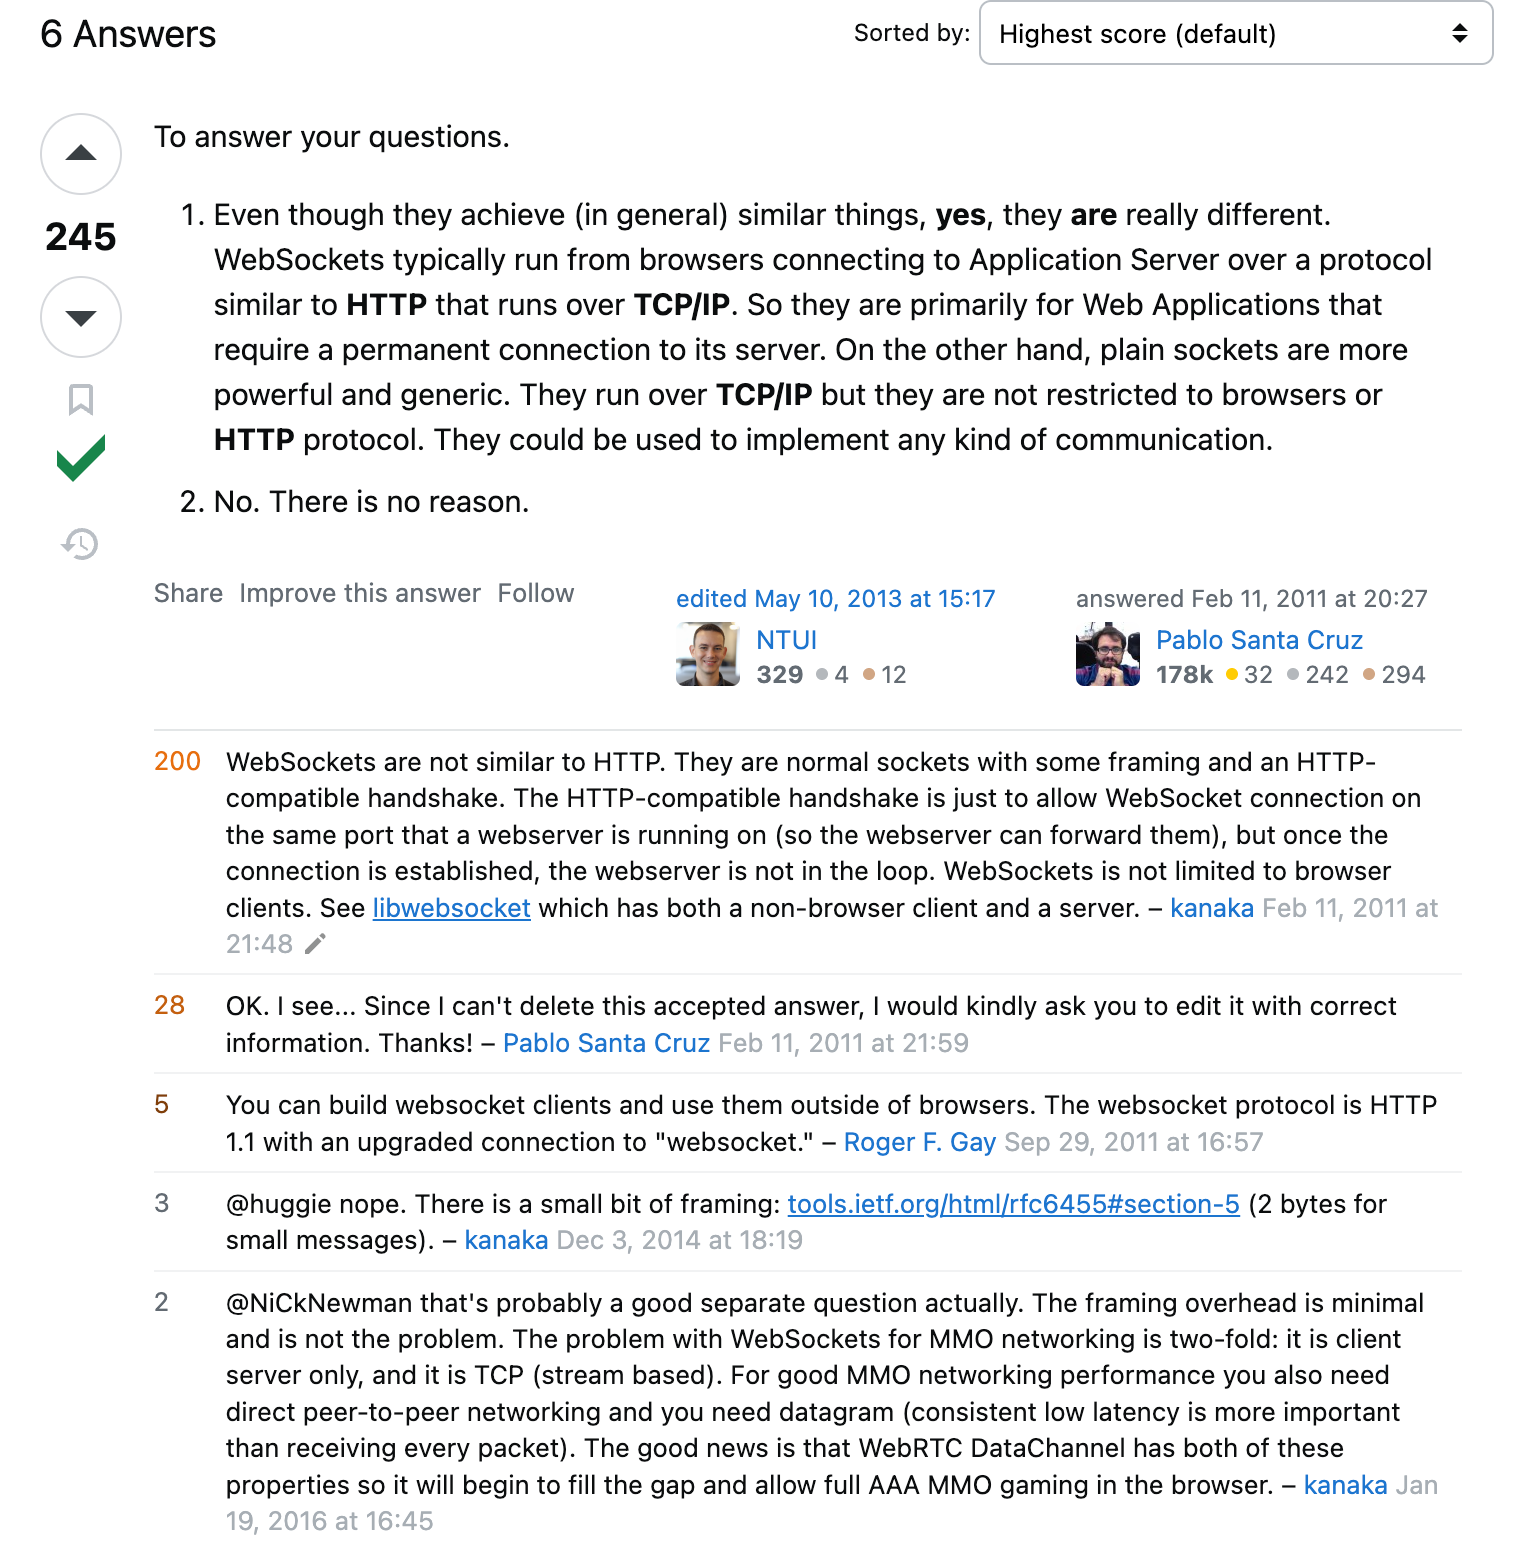 6 Answers
Sorted by:
Highest score (default)
To answer your questions.
245
1. Even though they achieve (in general) similar things, yes, they are really different.
WebSockets typically run from browsers connecting to Application Server over a protocol
similar to HTTP that runs over TCP/IP. So they are primarily for Web Applications that
require a permanent connection to its server. On the other hand, plain sockets are more
powerful and generic. They run over TCP/IP but they are not restricted to browsers or
HTTP protocol. They could be used to implement any kind of communication.
2. No. There is no reason.
Share Improve this answer Follow
edited May 10, 2013 at 15:17
NTUI
329 4 12
answered Feb 11, 2011 at 20:27
Pablo Santa Cruz
178k 32 242 294
200 WebSockets are not similar to HTTP. They are normal sockets with some framing and an HTTP-
compatible handshake. The HTTP-compatible handshake is just to allow WebSocket connection on
the same port that a webserver is running on (so the webserver can forward them), but once the
connection is established, the webserver is not in the loop. WebSockets is not limited to browser
clients. See libwebsocket which has both a non-browser client and a server. – kanaka Feb 11, 2011 at
21:48
28 OK. I see... Since I can't delete this accepted answer, I would kindly ask you to edit it with correct
information. Thanks! – Pablo Santa Cruz Feb 11, 2011 at 21:59
5 You can build websocket clients and use them outside of browsers. The websocket protocol is HTTP
1.1 with an upgraded connection to "websocket." – Roger F. Gay Sep 29, 2011 at 16:57
3 @huggie nope. There is a small bit of framing: tools.ietf.org/html/rfc6455#section-5 (2 bytes for
small messages). – kanaka Dec 3, 2014 at 18:19
2 @NiCkNewman that's probably a good separate question actually. The framing overhead is minimal
and is not the problem. The problem with WebSockets for MMO networking is two-fold: it is client
server only, and it is TCP (stream based). For good MMO networking performance you also need
direct peer-to-peer networking and you need datagram (consistent low latency is more important
than receiving every packet). The good news is that WebRTC DataChannel has both of these
properties so it will begin to fill the gap and allow full AAA MMO gaming in the browser. – kanaka Jan
19, 2016 at 16:45